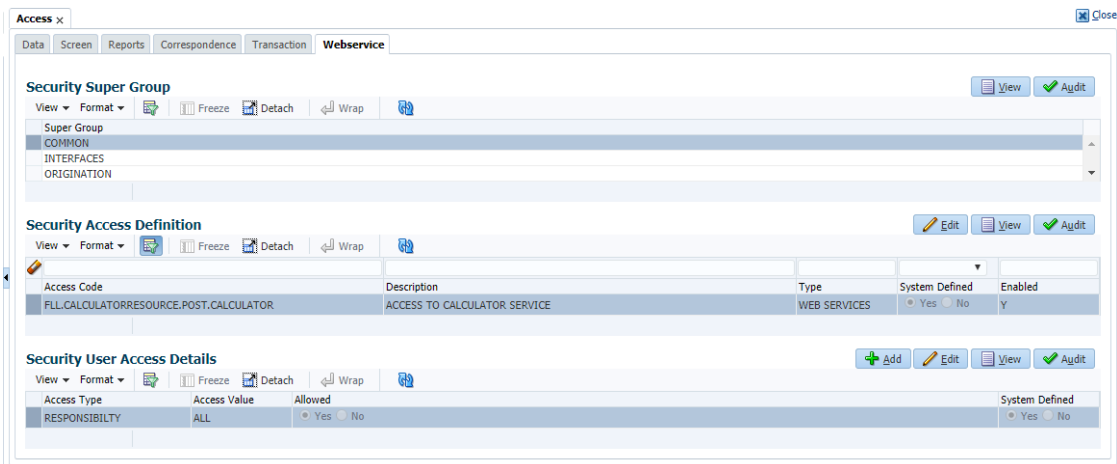 Access × Close
Data Screen Reports Correspondence Transaction Webservice
Security Super Group View Audit
View Format Freeze Detach Wrap
Super Group
COMMON
INTERFACES
ORIGINATION
Security Access Definition Edit View Audit
View Format Freeze Detach Wrap
Access Code Description Type System Defined Enabled
FLL.CALCULATORRESOURCE.POST.CALCULATOR ACCESS TO CALCULATOR SERVICE WEB SERVICES Yes No Y
Security User Access Details Add Edit View Audit
View Format Freeze Detach Wrap
Access Type Access Value Allowed System Defined
RESPONSIBILTY ALL Yes No Yes No